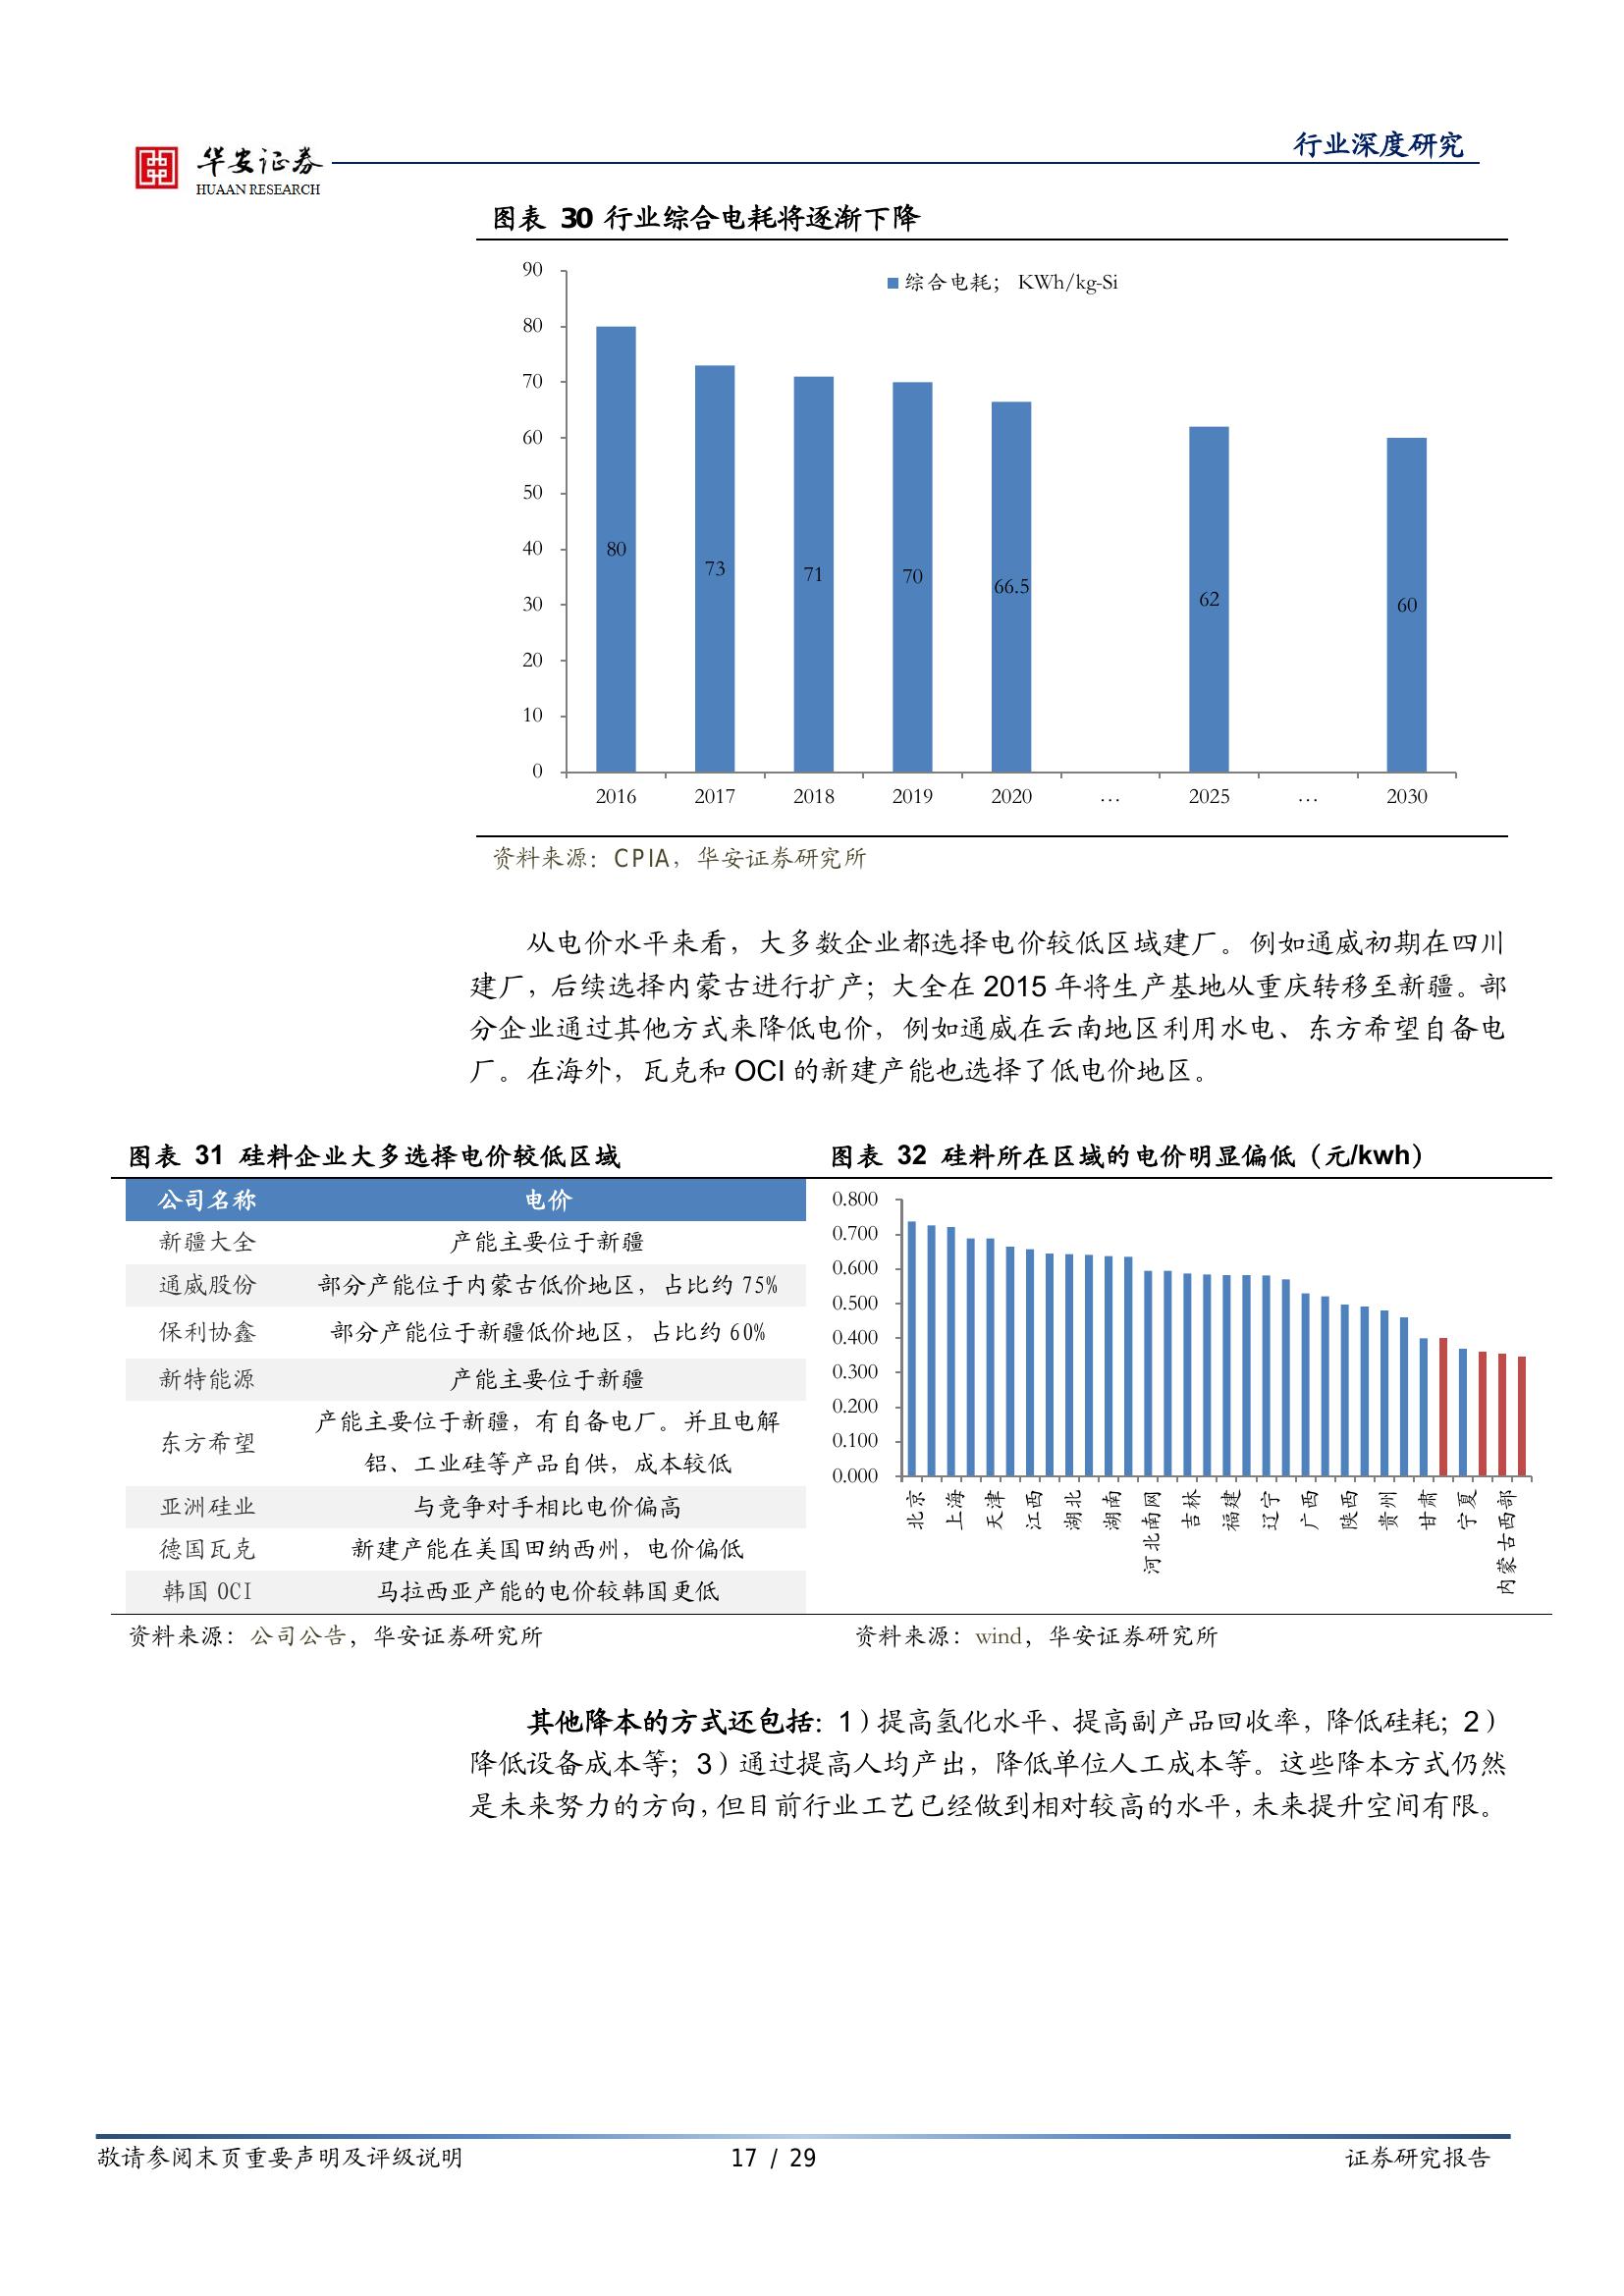 华安证券
HUAAN RESEARCH
行业深度研究
图表 30 行业综合电耗将逐渐下降
综合电耗； KWh/kg-Si
90
80
70
60
50
40
30
20
10
0
80
73
71
70
66.5
62
60
2016 2017 2018 2019 2020 … 2025 … 2030
资料来源：CPIA，华安证券研究所
从电价水平来看，大多数企业都选择电价较低区域建厂。例如通威初期在四川
建厂，后续选择内蒙古进行扩产；大全在 2015 年将生产基地从重庆转移至新疆。部
分企业通过其他方式来降低电价，例如通威在云南地区利用水电、东方希望自备电
厂。在海外，瓦克和 OCI 的新建产能也选择了低电价地区。
图表 31 硅料企业大多选择电价较低区域
公司名称 电价
新疆大全 产能主要位于新疆
通威股份 部分产能位于内蒙古低价地区，占比约 75%
保利协鑫 部分产能位于新疆低价地区，占比约 60%
新特能源 产能主要位于新疆
东方希望 产能主要位于新疆，有自备电厂。并且电解
铝、工业硅等产品自供，成本较低
亚洲硅业 与竞争对手相比电价偏高
德国瓦克 新建产能在美国田纳西州，电价偏低
韩国 OCI 马拉西亚产能的电价较韩国更低
资料来源：公司公告，华安证券研究所
图表 32 硅料所在区域的电价明显偏低（元/kwh）
0.800
0.700
0.600
0.500
0.400
0.300
0.200
0.100
0.000
北京 上海 天津 江西 湖北 湖南 河北南网 吉林 福建 辽宁 广西 陕西 贵州 甘肃 宁夏 内蒙古西部
资料来源：wind，华安证券研究所
其他降本的方式还包括：1）提高氢化水平、提高副产品回收率，降低硅耗；2）
降低设备成本等；3）通过提高人均产出，降低单位人工成本等。这些降本方式仍然
是未来努力的方向，但目前行业工艺已经做到相对较高的水平，未来提升空间有限。
敬请参阅末页重要声明及评级说明 17 / 29 证券研究报告